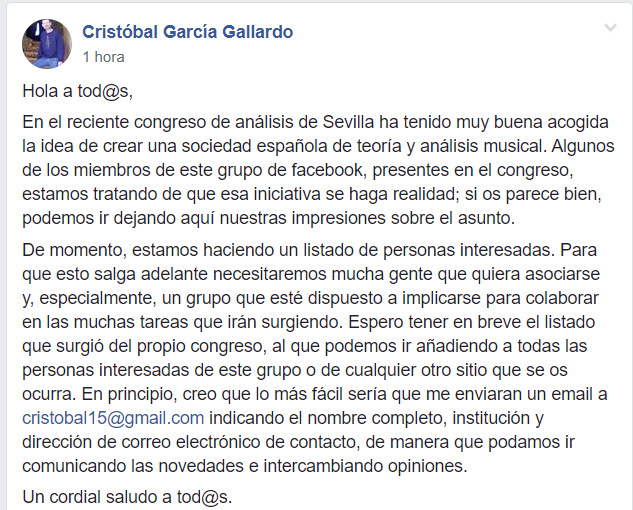 Cristóbal García Gallardo
1 hora
Hola a tod@s,
En el reciente congreso de análisis de Sevilla ha tenido muy buena acogida
la idea de crear una sociedad española de teoría y análisis musical. Algunos
de los miembros de este grupo de facebook, presentes en el congreso,
estamos tratando de que esa iniciativa se haga realidad; si os parece bien,
podemos ir dejando aquí nuestras impresiones sobre el asunto.
De momento, estamos haciendo un listado de personas interesadas. Para
que esto salga adelante necesitaremos mucha gente que quiera asociarse
y, especialmente, un grupo que esté dispuesto a implicarse para colaborar
en las muchas tareas que irán surgiendo. Espero tener en breve el listado
que surgió del propio congreso, al que podemos ir añadiendo a todas las
personas interesadas de este grupo o de cualquier otro sitio que se os
ocurra. En principio, creo que lo más fácil sería que me enviaran un email a
cristobal15@gmail.com indicando el nombre completo, institución y
dirección de correo electrónico de contacto, de manera que podamos ir
comunicando las novedades e intercambiando opiniones.
Un cordial saludo a tod@s.